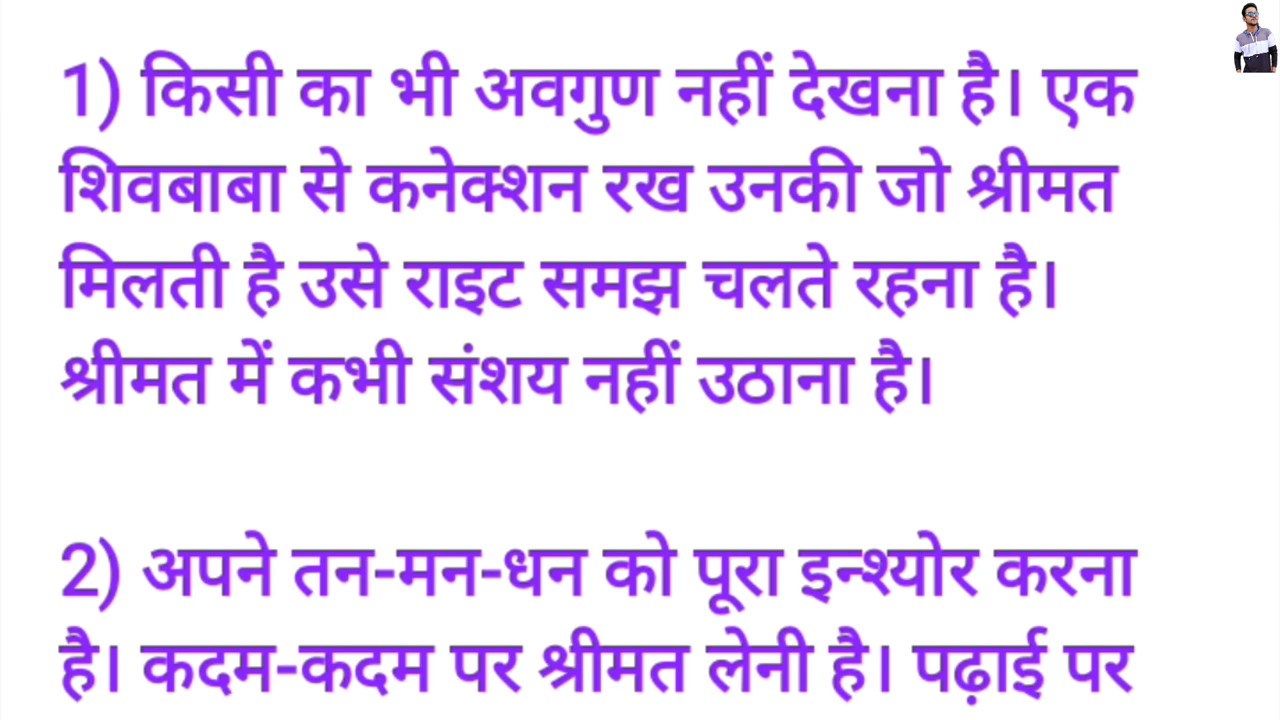 1) किसी का भी अवगुण नहीं देखना है। एक
शिवबाबा से कनेक्शन रख उनकी जो श्रीमत
मिलती है उसे राइट समझ चलते रहना है।
श्रीमत में कभी संशय नहीं उठाना है।
2) अपने तन-मन-धन को पूरा इन्श्योर करना
है। कदम-कदम पर श्रीमत लेनी है। पढ़ाई पर